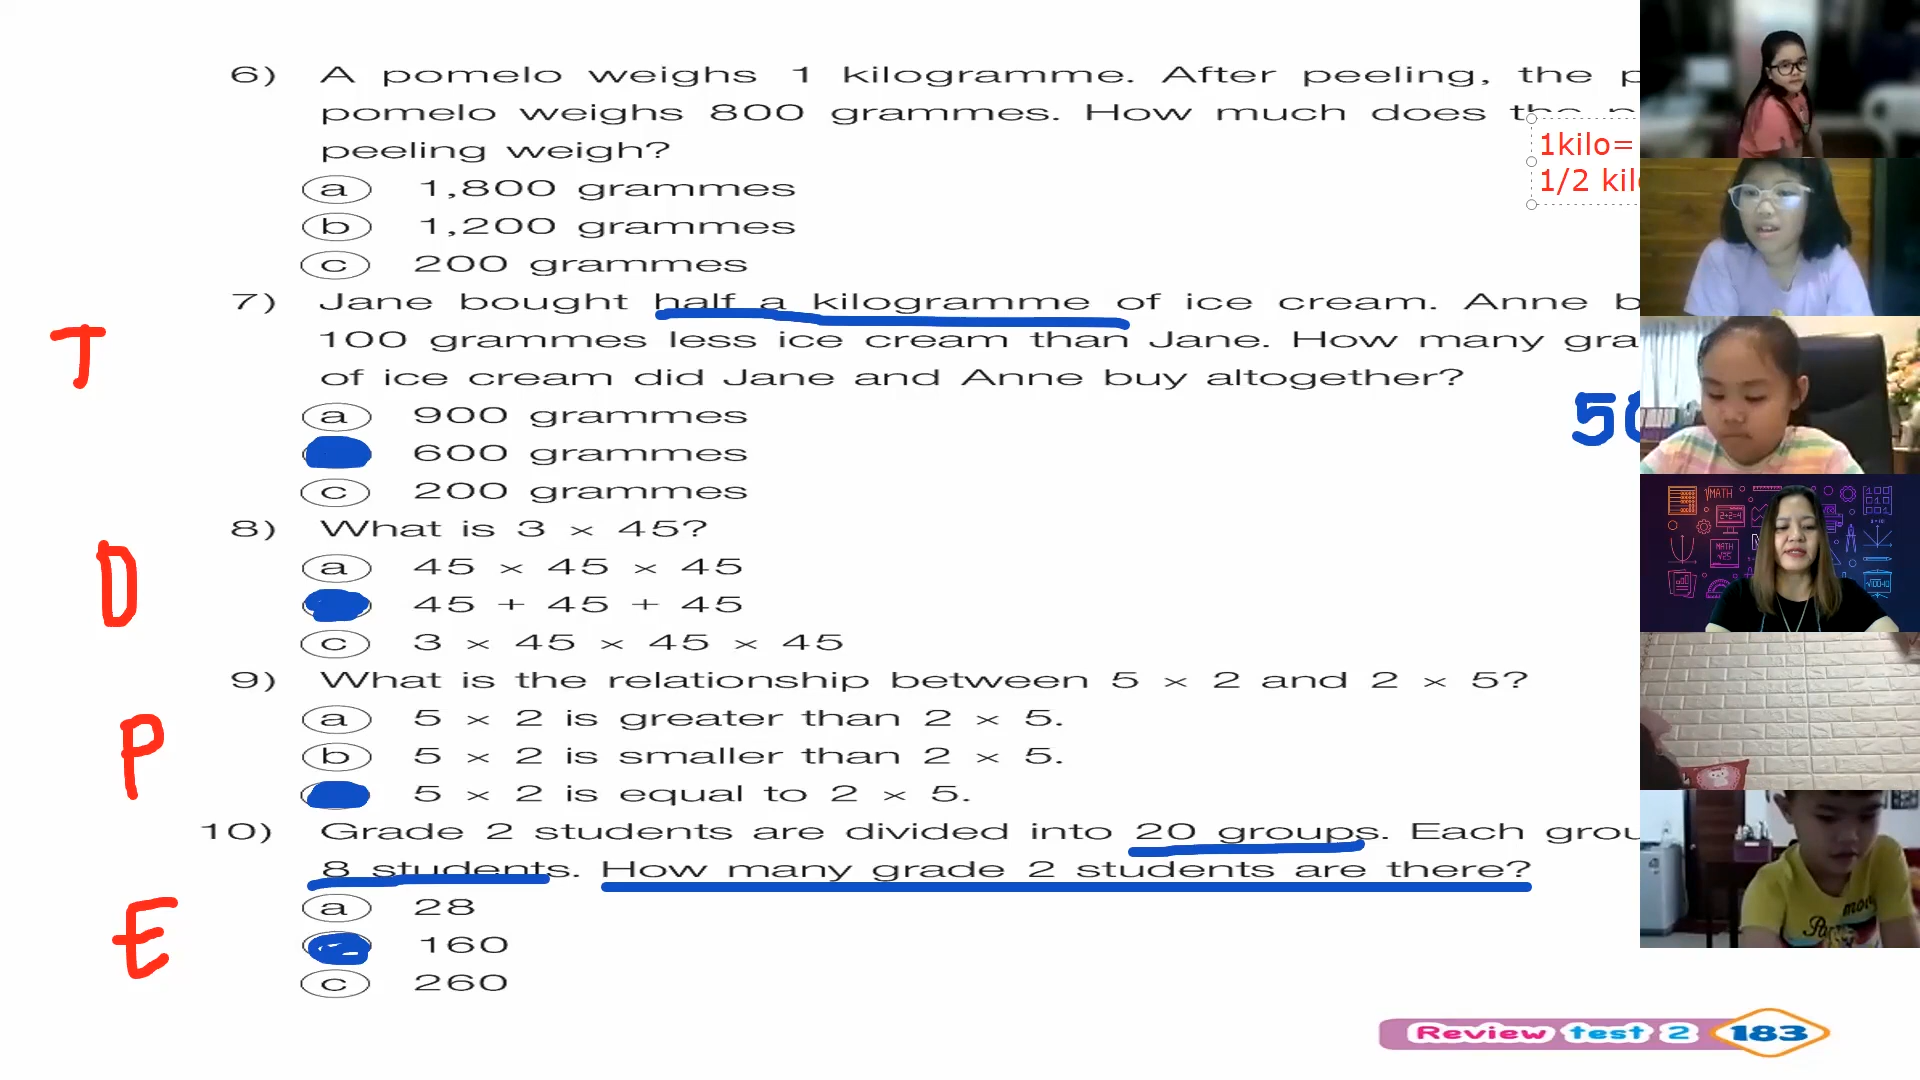 6) A pomelo weighs 1 kilogramme. After peeling, the
pomelo weighs 800 grammes. How much does
peeling weigh?
a 1,800 grammes
b 1,200 grammes
c 200 grammes
1kilo=
1/2
7) Jane bought half a kilogramme of ice cream. Anne
100 grammes less ice cream than Jane. How many
of ice cream did Jane and Anne buy altogether?
a 900 grammes
600 grammes
c 200 grammes
T
8) What is 3 × 45?
a 45 × 45 × 45
45 + 45 + 45
c 3 × 45 × 45 × 45
D
9) What is the relationship between 5 × 2 and 2 × 5?
a 5 × 2 is greater than 2 × 5.
b 5 × 2 is smaller than 2 × 5.
5 × 2 is equal to 2 × 5.
P
10) Grade 2 students are divided into 20 groups. Each
8 students. How many grade 2 students are there?
a 28
160
c 260
E
Review test 2 183